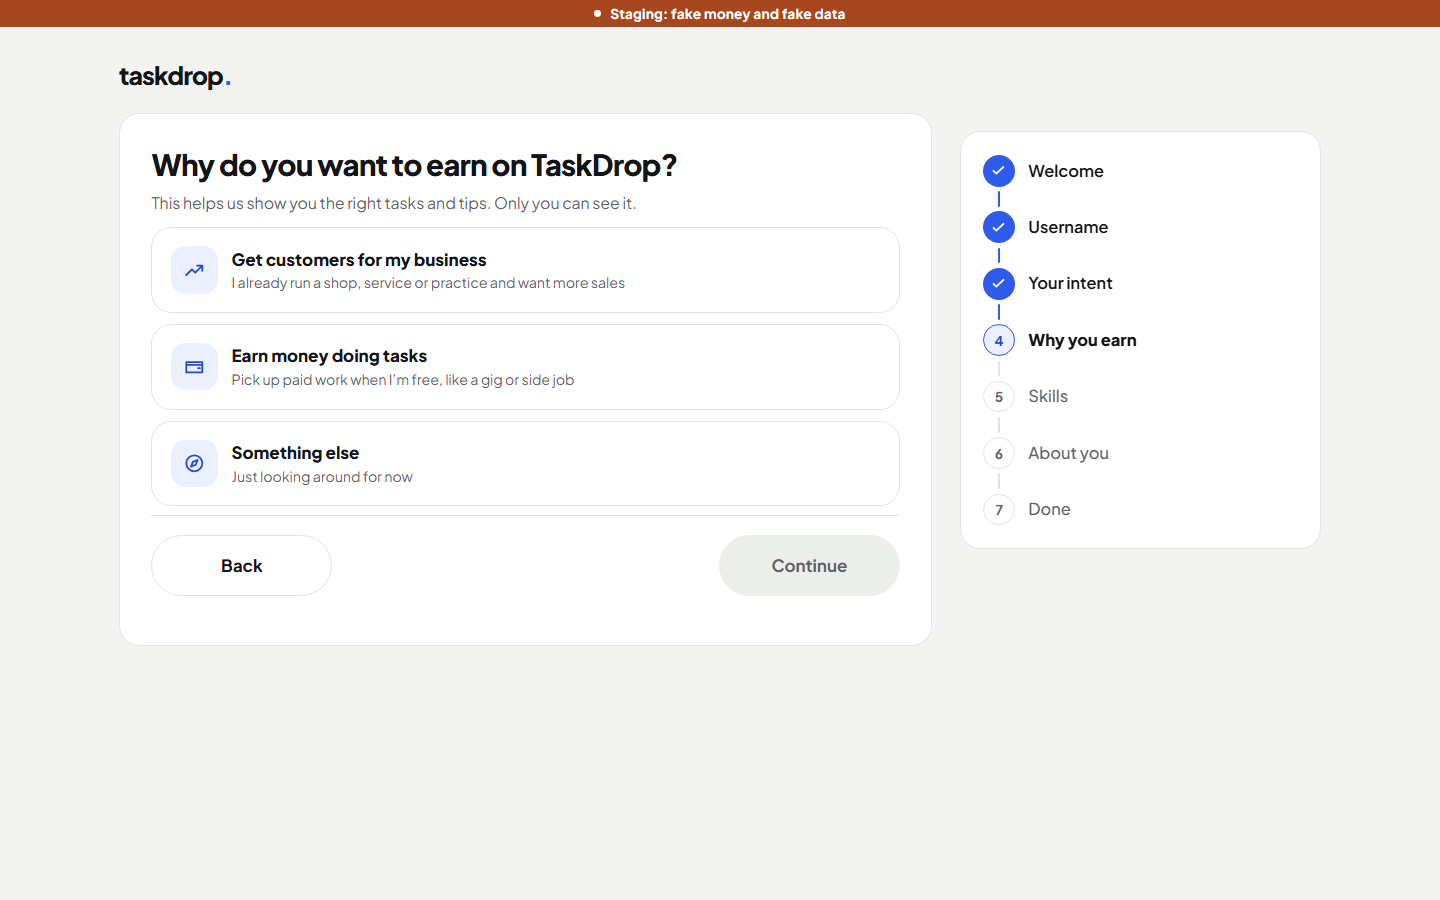 Staging: fake money and fake data
taskdrop.
Why do you want to earn on TaskDrop?
This helps us show you the right tasks and tips. Only you can see it.
Get customers for my business
I already run a shop, service or practice and want more sales
Earn money doing tasks
Pick up paid work when I'm free, like a gig or side job
Something else
Just looking around for now
Back
Continue
Welcome
Username
Your intent
4 Why you earn
5 Skills
6 About you
7 Done